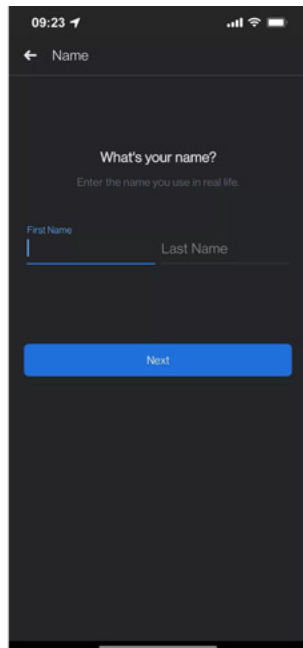 09:23
Name
What's your name?
Enter the name you use in real life.
First Name
Last Name
Next